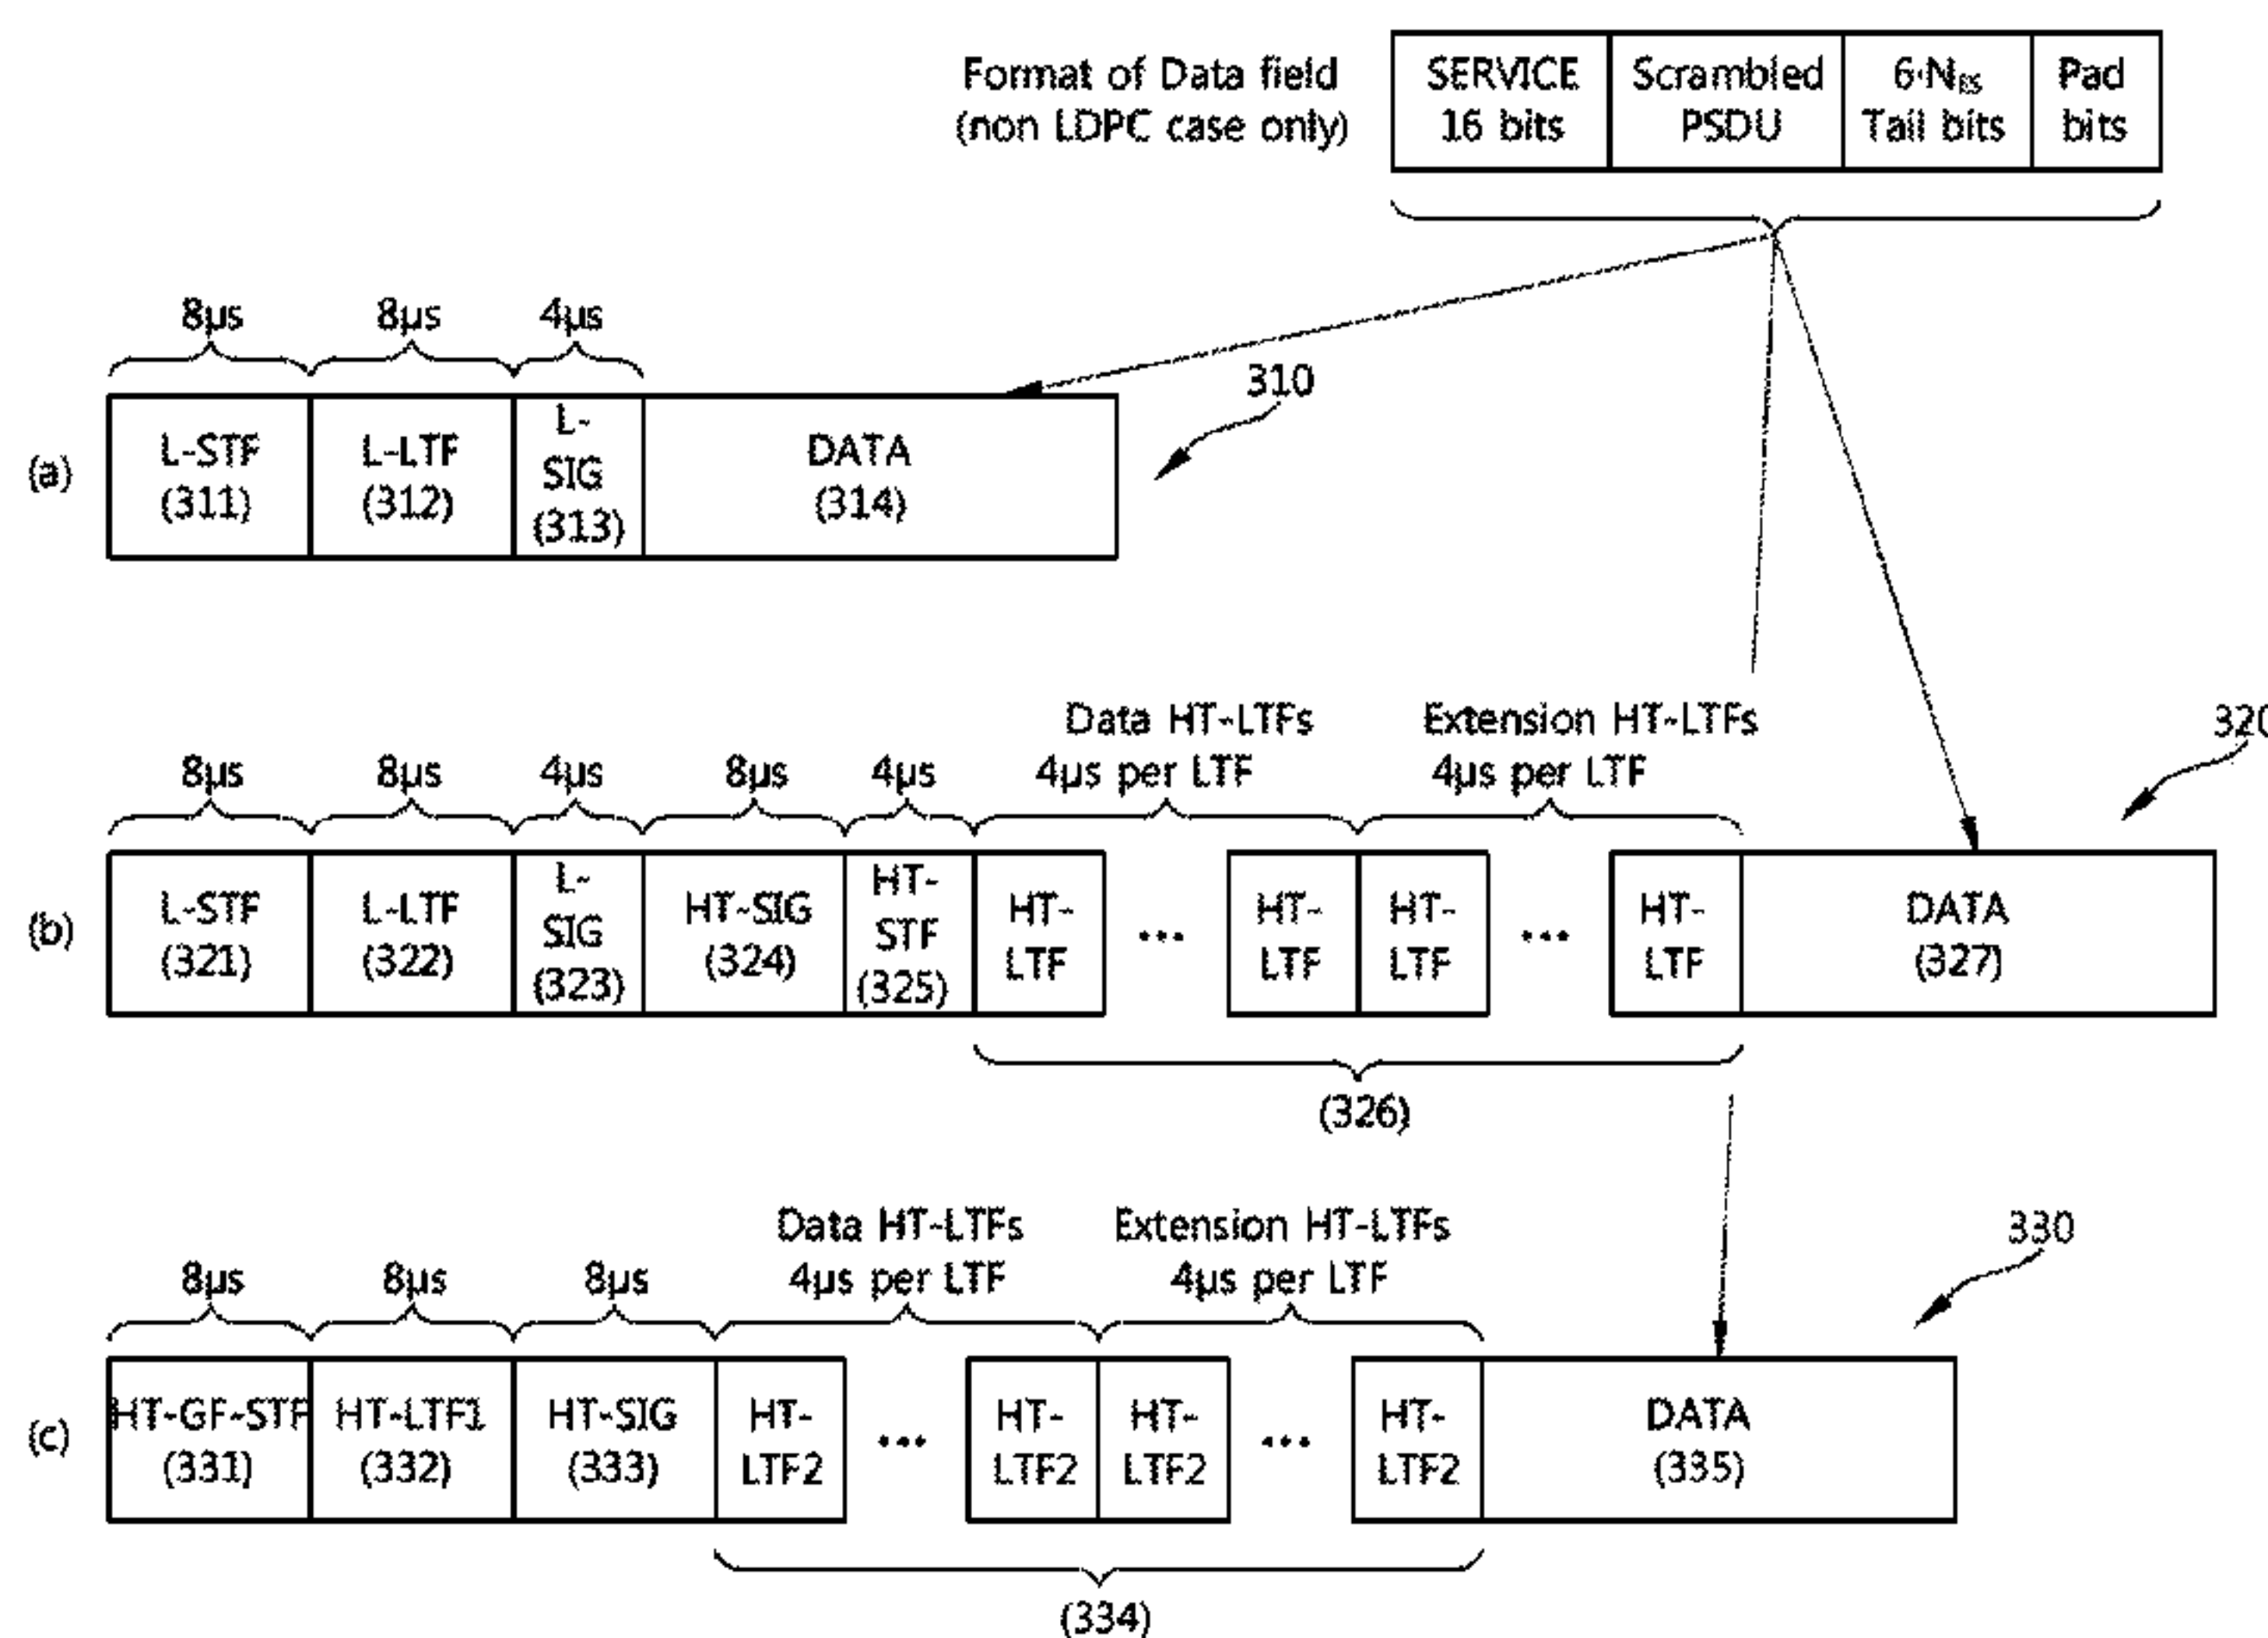 Format of Data field
(non LDPC case only)
SERVICE
16 bits
Scrambled
PSDU
6·N_ES
Tail bits
Pad
bits
8µs
8µs
4µs
310
(a)
L-STF
(311)
L-LTF
(312)
L-
SIG
(313)
DATA
(314)
Data HT-LTFs
4µs per LTF
Extension HT-LTFs
4µs per LTF
320
8µs
8µs
4µs
8µs
4µs
(b)
L-STF
(321)
L-LTF
(322)
L-
SIG
(323)
HT-SIG
(324)
HT-
STF
(325)
HT-
LTF
...
HT-
LTF
HT-
LTF
...
HT-
LTF
DATA
(327)
(326)
Data HT-LTFs
4µs per LTF
Extension HT-LTFs
4µs per LTF
330
8µs
8µs
8µs
(c)
HT-GF-STF
(331)
HT-LTF1
(332)
HT-SIG
(333)
HT-
LTF2
...
HT-
LTF2
HT-
LTF2
...
HT-
LTF2
DATA
(335)
(334)